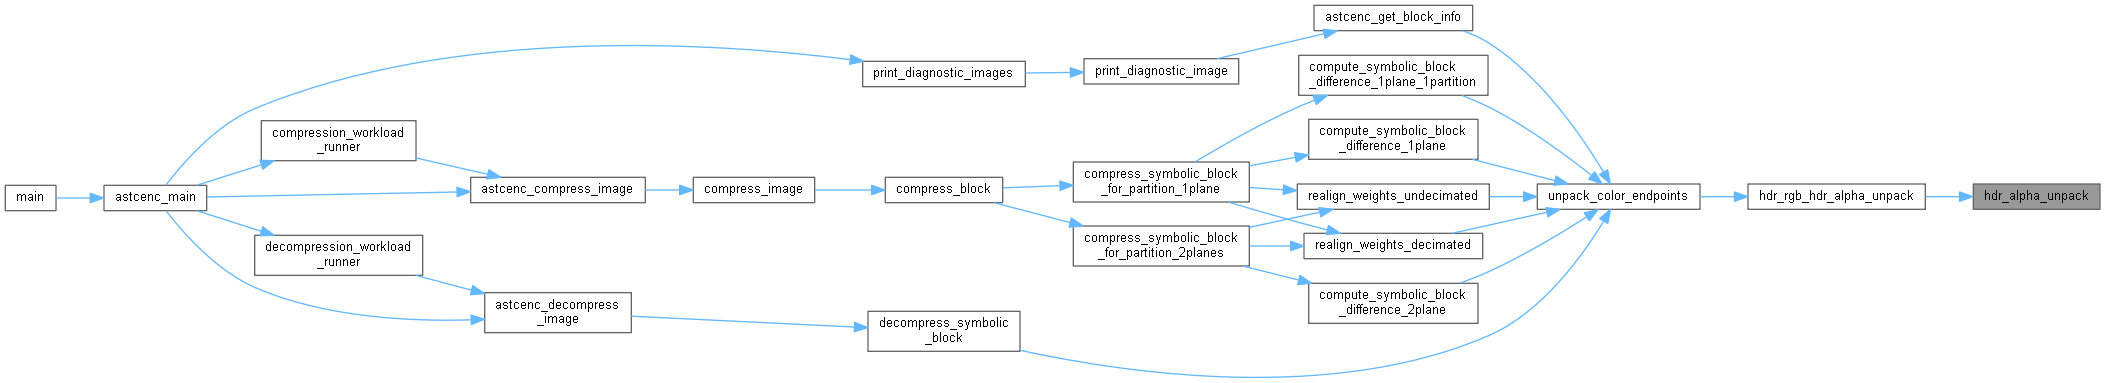 main
astcenc_main
compression_workload
_runner
decompression_workload
_runner
astcenc_compress_image
astcenc_decompress
_image
print_diagnostic_images
compress_image
compress_block
decompress_symbolic
_block
print_diagnostic_image
compress_symbolic_block
_for_partition_1plane
compress_symbolic_block
_for_partition_2planes
astcenc_get_block_info
compute_symbolic_block
_difference_1plane_1partition
compute_symbolic_block
_difference_1plane
realign_weights_undecimated
realign_weights_decimated
compute_symbolic_block
_difference_2plane
unpack_color_endpoints
hdr_rgb_hdr_alpha_unpack
hdr_alpha_unpack